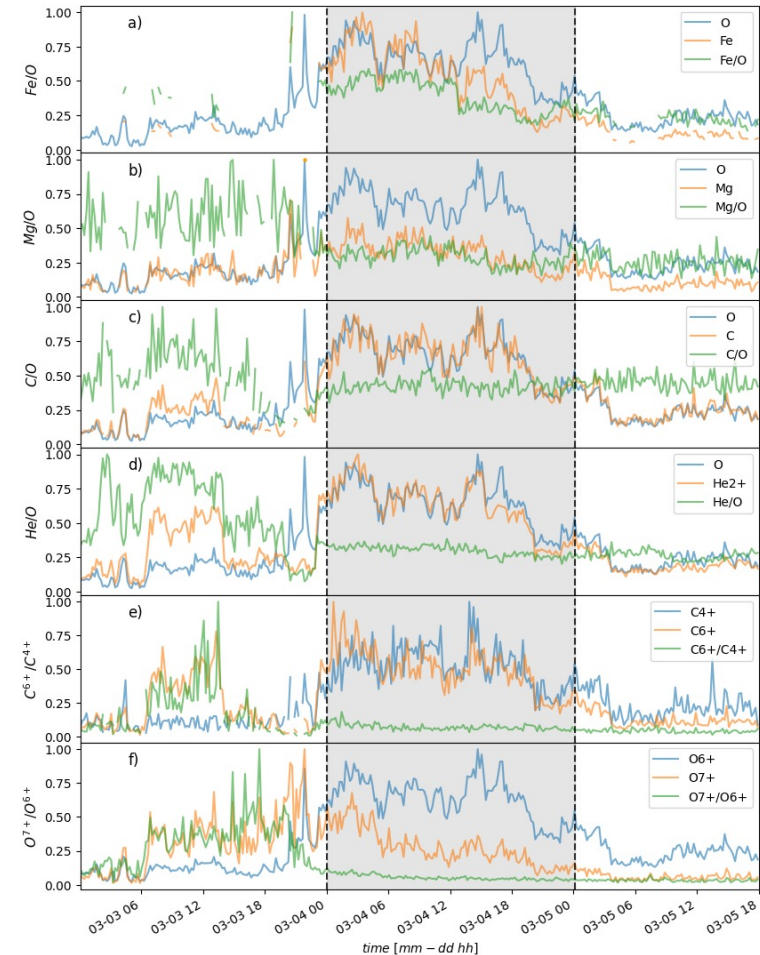 a)
Fe/O
1.00
0.75
0.50
0.25
0.00
O
Fe
Fe/O
b)
Mg/O
1.00
0.75
0.50
0.25
0.00
O
Mg
Mg/O
c)
C/O
1.00
0.75
0.50
0.25
0.00
O
C
C/O
d)
He/O
1.00
0.75
0.50
0.25
0.00
O
He2+
He/O
e)
C⁶⁺/C⁴⁺
1.00
0.75
0.50
0.25
0.00
C4+
C6+
C6+/C4+
f)
O⁷⁺/O⁶⁺
1.00
0.75
0.50
0.25
0.00
O6+
O7+
O7+/O6+
03-03 06
03-03 12
03-03 18
03-04 00
03-04 06
03-04 12
03-04 18
03-05 00
03-05 06
03-05 12
03-05 18
time [mm − dd hh]